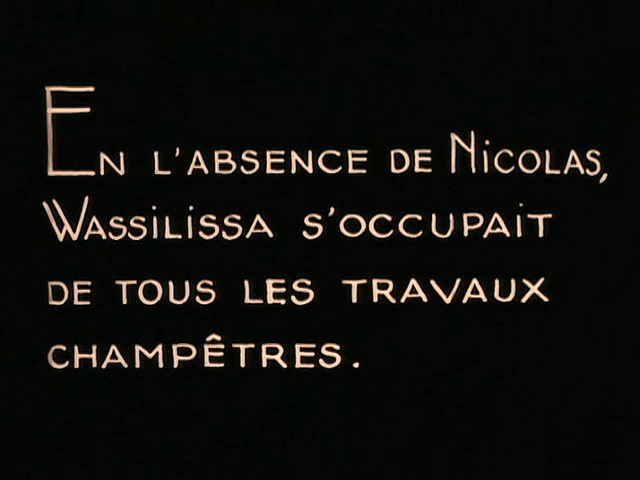 En l'absence de Nicolas,
Wassilissa s'occupait
de tous les travaux
champêtres.